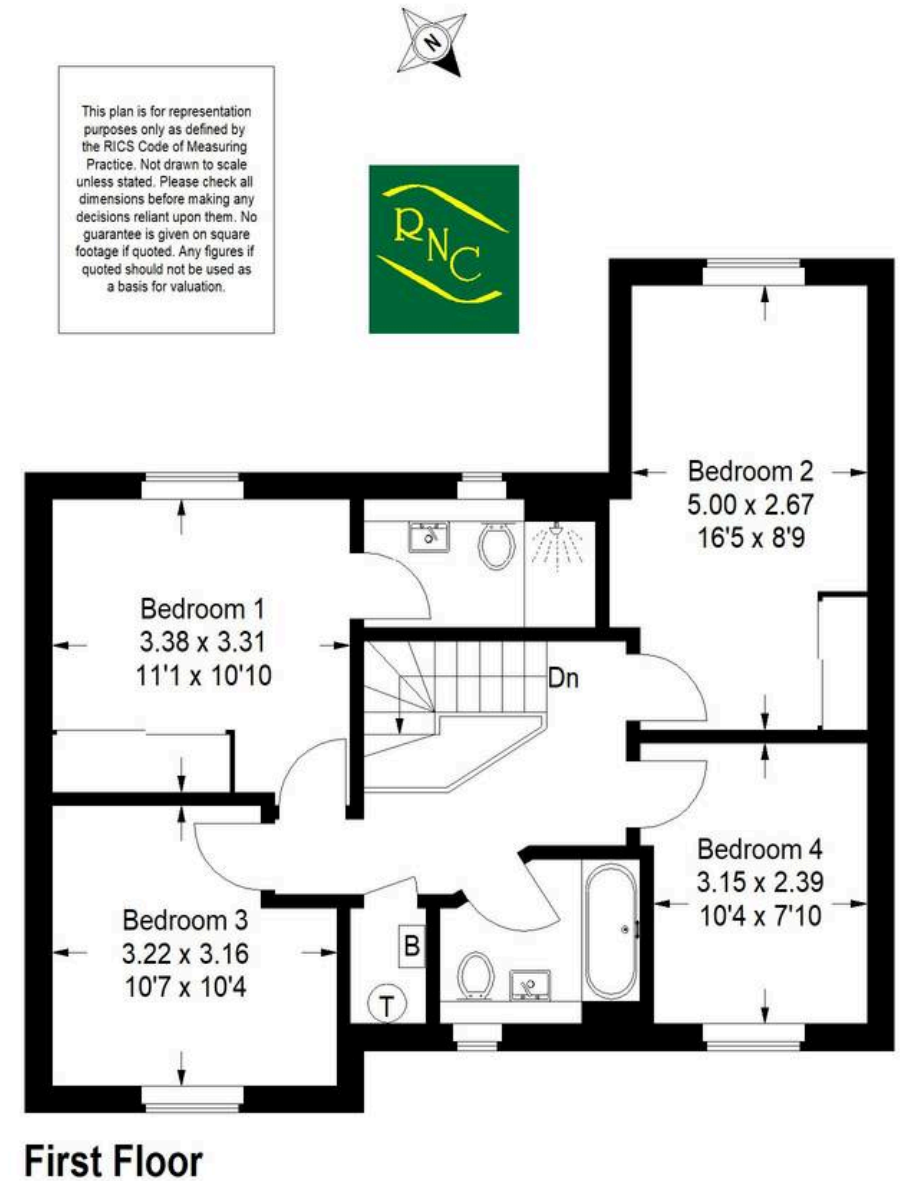 N
This plan is for representation
purposes only as defined by
the RICS Code of Measuring
Practice. Not drawn to scale
unless stated. Please check all
dimensions before making any
decisions reliant upon them. No
guarantee is given on square
footage if quoted. Any figures if
quoted should not be used as
a basis for valuation.
RNC
Bedroom 2
5.00 x 2.67
16'5 x 8'9
Bedroom 1
3.38 x 3.31
11'1 x 10'10
Dn
Bedroom 4
3.15 x 2.39
10'4 x 7'10
Bedroom 3
3.22 x 3.16
10'7 x 10'4
B
T
First Floor